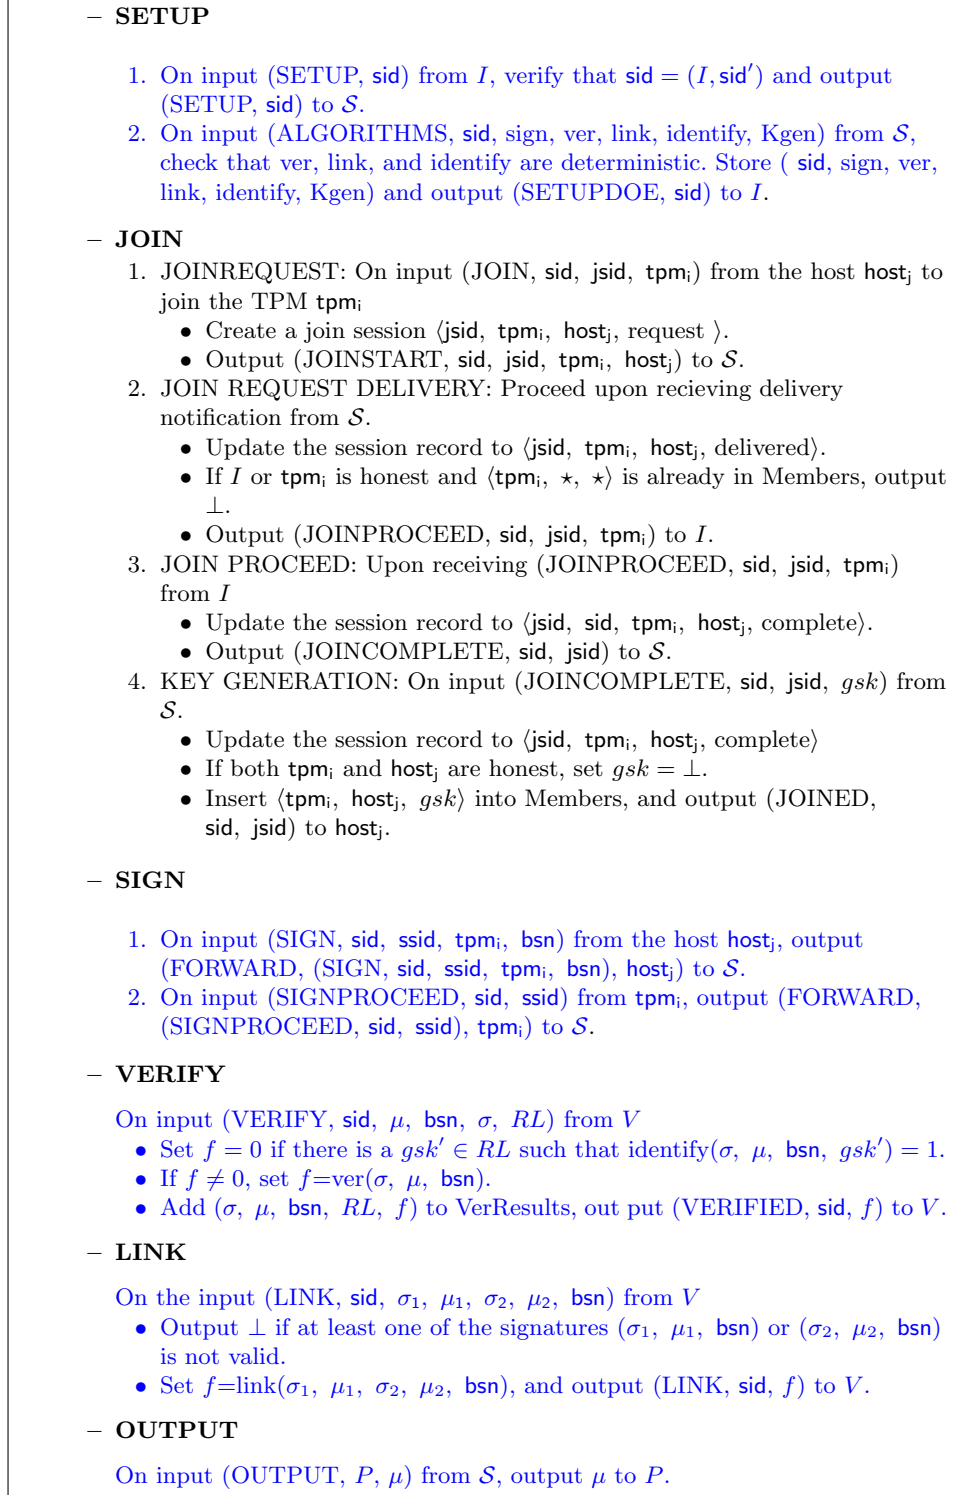 – SETUP
1. On input (SETUP, sid) from I, verify that sid = (I, sid′) and output
(SETUP, sid) to 𝒮.
2. On input (ALGORITHMS, sid, sign, ver, link, identify, Kgen) from 𝒮,
check that ver, link, and identify are deterministic. Store ( sid, sign, ver,
link, identify, Kgen) and output (SETUPDOE, sid) to I.
– JOIN
1. JOINREQUEST: On input (JOIN, sid, jsid, tpmᵢ) from the host hostⱼ to
join the TPM tpmᵢ
• Create a join session ⟨jsid, tpmᵢ, hostⱼ, request ⟩.
• Output (JOINSTART, sid, jsid, tpmᵢ, hostⱼ) to 𝒮.
2. JOIN REQUEST DELIVERY: Proceed upon recieving delivery
notification from 𝒮.
• Update the session record to ⟨jsid, tpmᵢ, hostⱼ, delivered⟩.
• If I or tpmᵢ is honest and ⟨tpmᵢ, ⋆, ⋆⟩ is already in Members, output
⊥.
• Output (JOINPROCEED, sid, jsid, tpmᵢ) to I.
3. JOIN PROCEED: Upon receiving (JOINPROCEED, sid, jsid, tpmᵢ)
from I
• Update the session record to ⟨jsid, sid, tpmᵢ, hostⱼ, complete⟩.
• Output (JOINCOMPLETE, sid, jsid) to 𝒮.
4. KEY GENERATION: On input (JOINCOMPLETE, sid, jsid, gsk) from
𝒮.
• Update the session record to ⟨jsid, tpmᵢ, hostⱼ, complete⟩
• If both tpmᵢ and hostⱼ are honest, set gsk = ⊥.
• Insert ⟨tpmᵢ, hostⱼ, gsk⟩ into Members, and output (JOINED,
sid, jsid) to hostⱼ.
– SIGN
1. On input (SIGN, sid, ssid, tpmᵢ, bsn) from the host hostⱼ, output
(FORWARD, (SIGN, sid, ssid, tpmᵢ, bsn), hostⱼ) to 𝒮.
2. On input (SIGNPROCEED, sid, ssid) from tpmᵢ, output (FORWARD,
(SIGNPROCEED, sid, ssid), tpmᵢ) to 𝒮.
– VERIFY
On input (VERIFY, sid, μ, bsn, σ, RL) from V
• Set f = 0 if there is a gsk′ ∈ RL such that identify(σ, μ, bsn, gsk′) = 1.
• If f ≠ 0, set f=ver(σ, μ, bsn).
• Add (σ, μ, bsn, RL, f) to VerResults, out put (VERIFIED, sid, f) to V.
– LINK
On the input (LINK, sid, σ₁, μ₁, σ₂, μ₂, bsn) from V
• Output ⊥ if at least one of the signatures (σ₁, μ₁, bsn) or (σ₂, μ₂, bsn)
is not valid.
• Set f=link(σ₁, μ₁, σ₂, μ₂, bsn), and output (LINK, sid, f) to V.
– OUTPUT
On input (OUTPUT, P, μ) from 𝒮, output μ to P.